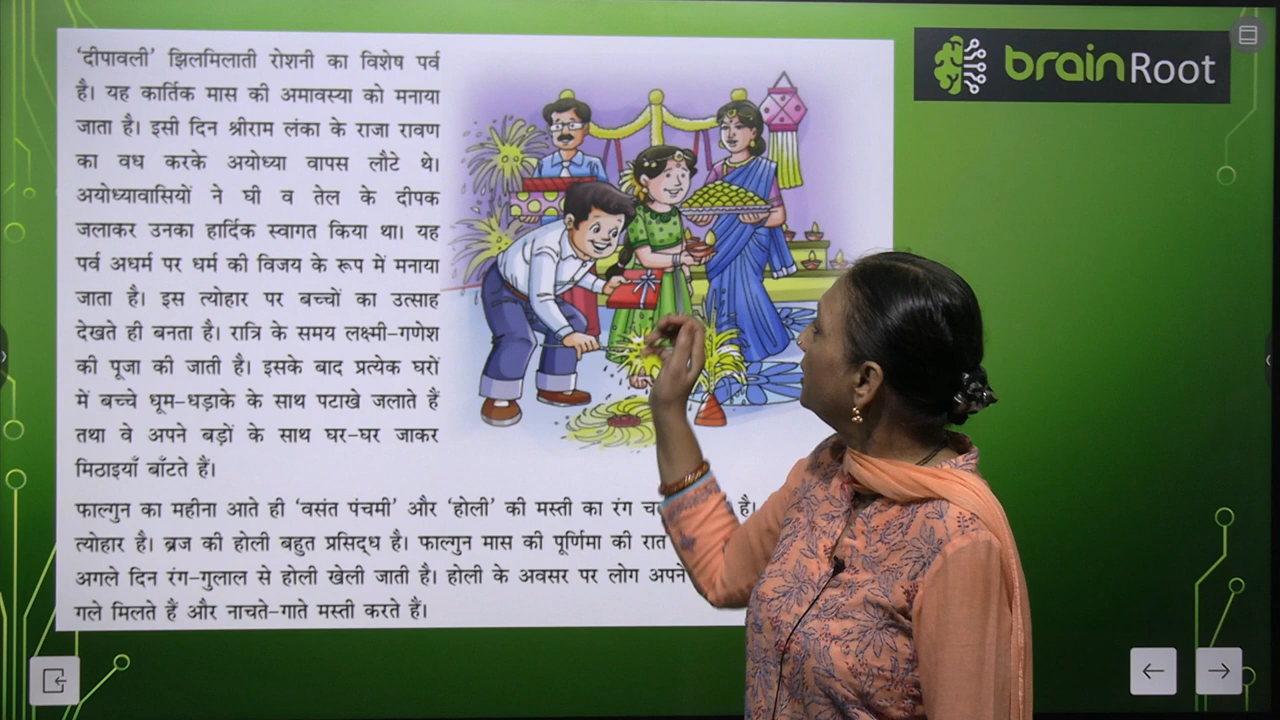 'दीपावली' झिलमिलाती रोशनी का विशेष पर्व
है। यह कार्तिक मास की अमावस्या को मनाया
जाता है। इसी दिन श्रीराम लंका के राजा रावण
का वध करके अयोध्या वापस लौटे थे।
अयोध्यावासियों ने घी व तेल के दीपक
जलाकर उनका हार्दिक स्वागत किया था। यह
पर्व अधर्म पर धर्म की विजय के रूप में मनाया
जाता है। इस त्योहार पर बच्चों का उत्साह
देखते ही बनता है। रात्रि के समय लक्ष्मी-गणेश
की पूजा की जाती है। इसके बाद प्रत्येक घरों
में बच्चे धूम-धड़ाके के साथ पटाखे जलाते हैं
तथा वे अपने बड़ों के साथ घर-घर जाकर
मिठाइयाँ बाँटते हैं।
फाल्गुन का महीना आते ही 'वसंत पंचमी' और 'होली' की मस्ती का रंग है।
त्योहार है। ब्रज की होली बहुत प्रसिद्ध है। फाल्गुन मास की पूर्णिमा की रात
अगले दिन रंग-गुलाल से होली खेली जाती है। होली के अवसर पर लोग अपने
गले मिलते हैं और नाचते-गाते मस्ती करते हैं।
brainRoot